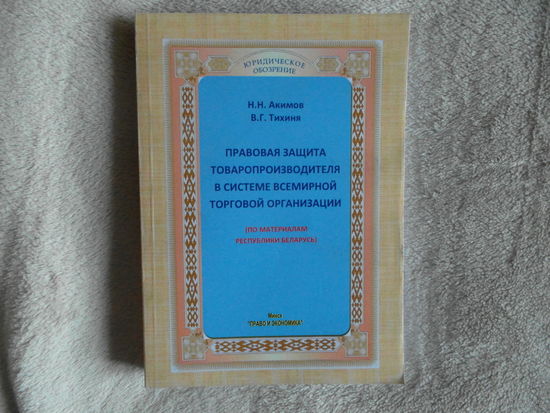 ЮРИДИЧЕСКОЕ
ОБОЗРЕНИЕ
Н.Н. Акимов
В.Г. Тихиня
ПРАВОВАЯ ЗАЩИТА
ТОВАРОПРОИЗВОДИТЕЛЯ
В СИСТЕМЕ ВСЕМИРНОЙ
ТОРГОВОЙ ОРГАНИЗАЦИИ
(ПО МАТЕРИАЛАМ
РЕСПУБЛИКИ БЕЛАРУСЬ)
Минск
"ПРАВО И ЭКОНОМИКА"